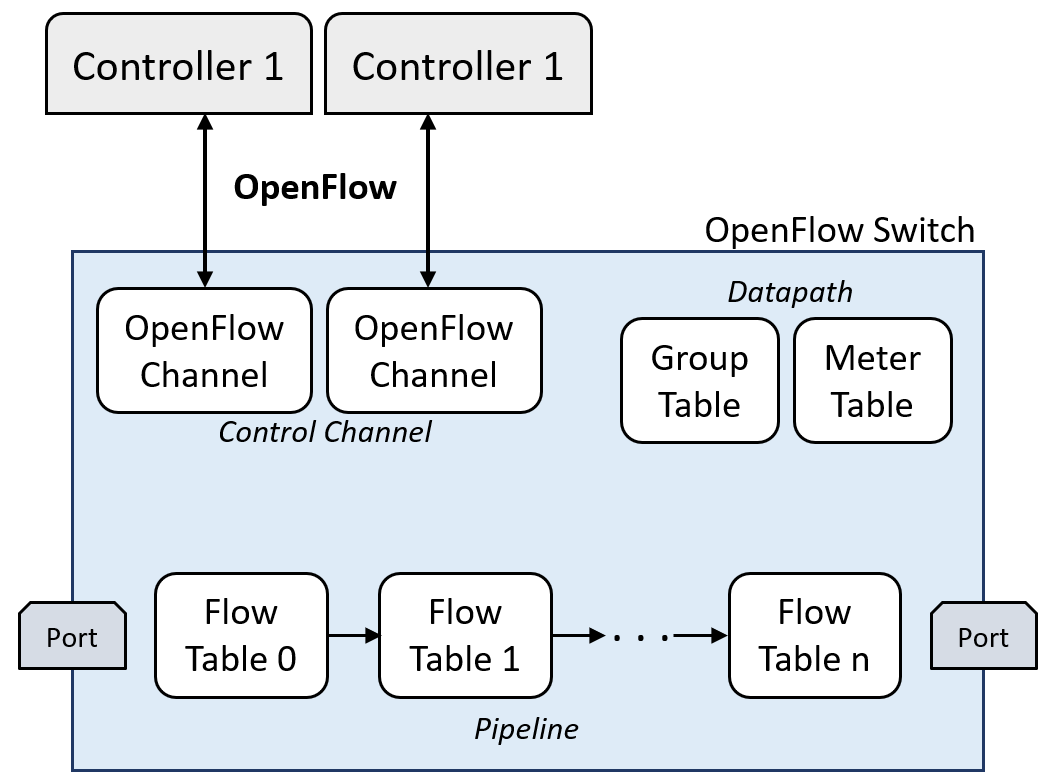 Controller 1
Controller 1
OpenFlow
OpenFlow Switch
OpenFlow
Channel
OpenFlow
Channel
Control Channel
Datapath
Group
Table
Meter
Table
Port
Flow
Table 0
Flow
Table 1
. . .
Flow
Table n
Port
Pipeline